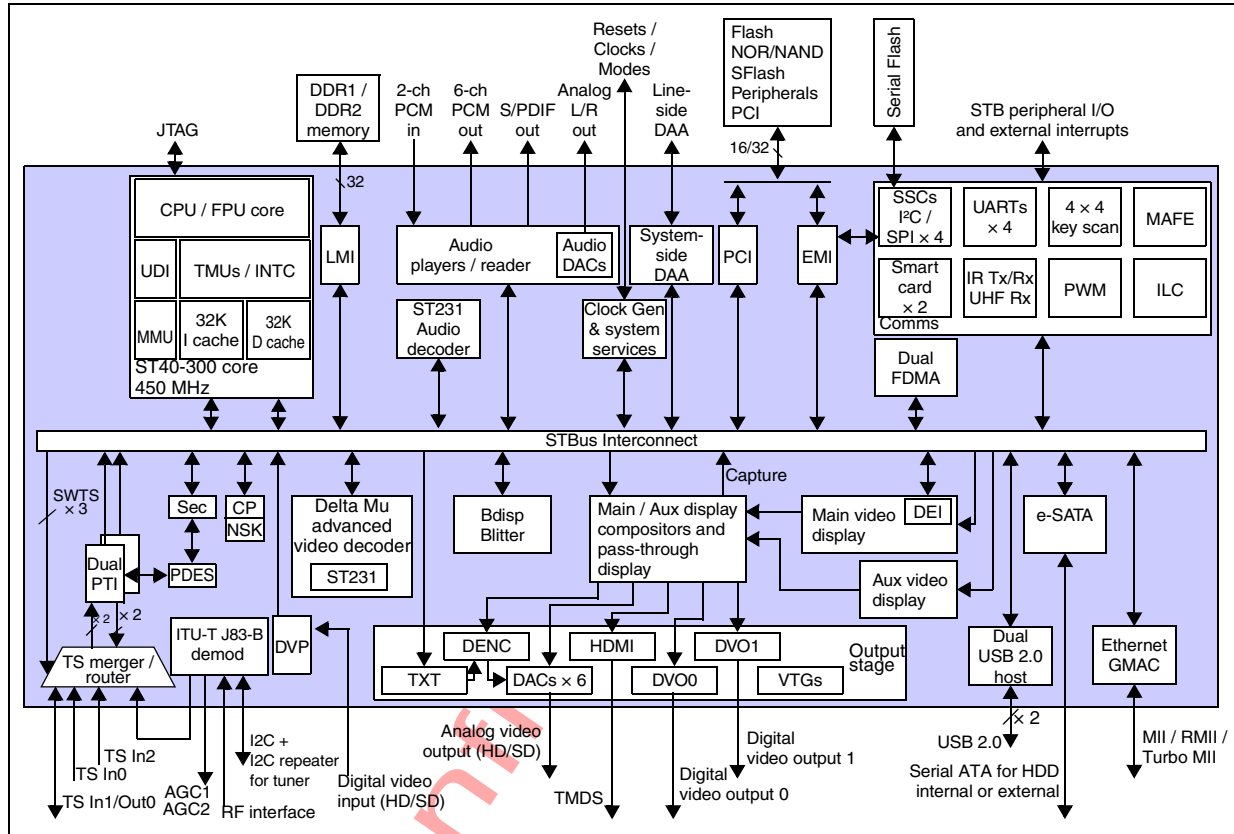 Resets /
Clocks /
Modes
Flash
NOR/NAND
SFlash
Peripherals
PCI
Serial Flash
DDR1 /
DDR2
memory
2-ch
PCM
in
6-ch
PCM
out
S/PDIF
out
Analog
L/R
out
Line-
side
DAA
STB peripheral I/O
and external interrupts
JTAG
16/32
32
CPU / FPU core
UDI
TMUs / INTC
MMU
32K
I cache
32K
D cache
ST40-300 core
450 MHz
LMI
Audio
players / reader
Audio
DACs
System-
side
DAA
PCI
EMI
SSCs
I²C /
SPI × 4
UARTs
× 4
4 × 4
key scan
MAFE
Smart
card
× 2
IR Tx/Rx
UHF Rx
PWM
ILC
Comms
ST231
Audio
decoder
Clock Gen
& system
services
Dual
FDMA
STBus Interconnect
SWTS
× 3
Sec
CP
NSK
Delta Mu
advanced
video decoder
ST231
Bdisp
Blitter
Capture
Main / Aux display
compositors and
pass-through
display
DEI
Main video
display
e-SATA
Dual
PTI
PDES
Aux video
display
× 2
× 2
TS merger /
router
ITU-T J83-B
demod
DVP
DENC
HDMI
DVO1
Output
stage
TXT
DACs × 6
DVO0
VTGs
Dual
USB 2.0
host
Ethernet
GMAC
× 2
TS In2
TS In0
TS In1/Out0
AGC1
AGC2
I2C +
I2C repeater
for tuner
RF interface
Digital video
input (HD/SD)
Analog video
output (HD/SD)
TMDS
Digital
video output 0
Digital
video output 1
USB 2.0
Serial ATA for HDD
internal or external
MII / RMII /
Turbo MII